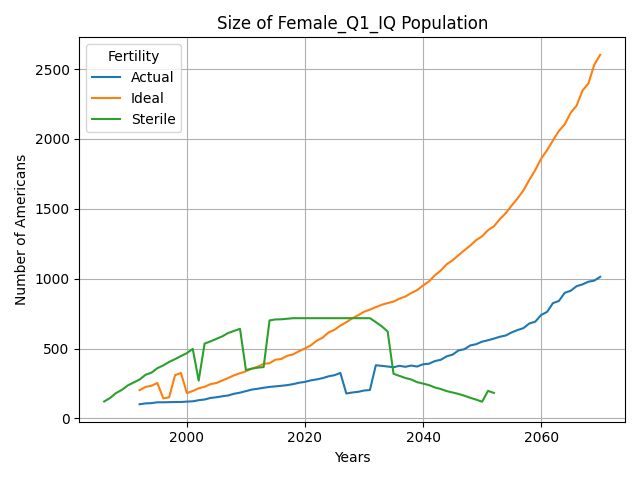 Size of Female_Q1_IQ Population
Fertility
Actual
Ideal
Sterile
Number of Americans
2500
2000
1500
1000
500
0
2000
2020
2040
2060
Years